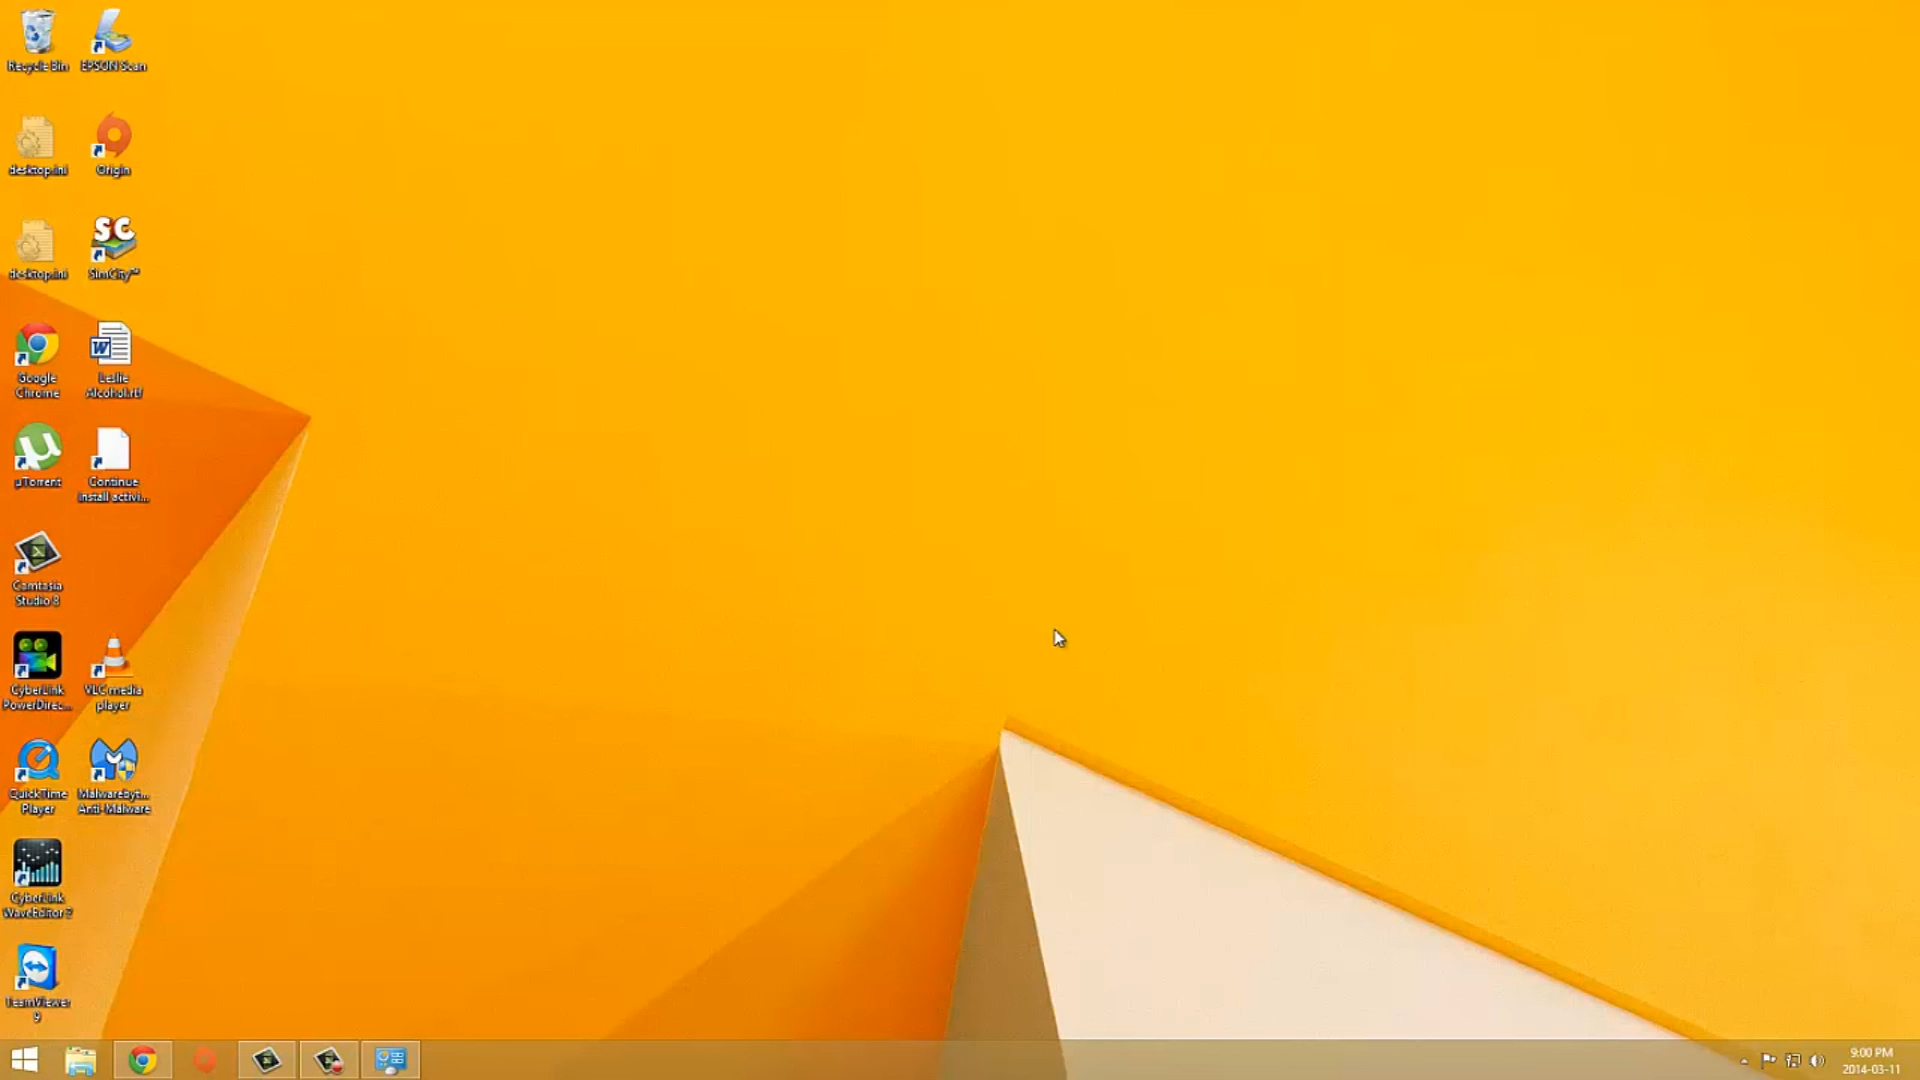 Recycle Bin
EPSON Scan
desktop.ini
Origin
desktop.ini
SC
SimCity™
Google
Chrome
W
Leslie
Alcohol.rtf
µ
µTorrent
Continue
install activi...
Camtasia
Studio 8
CyberLink
PowerDirec...
VLC media
player
QuickTime
Player
Malwarebyt...
Anti-Malware
CyberLink
WaveEditor 2
TeamViewer
9
9:00 PM
2014-03-11